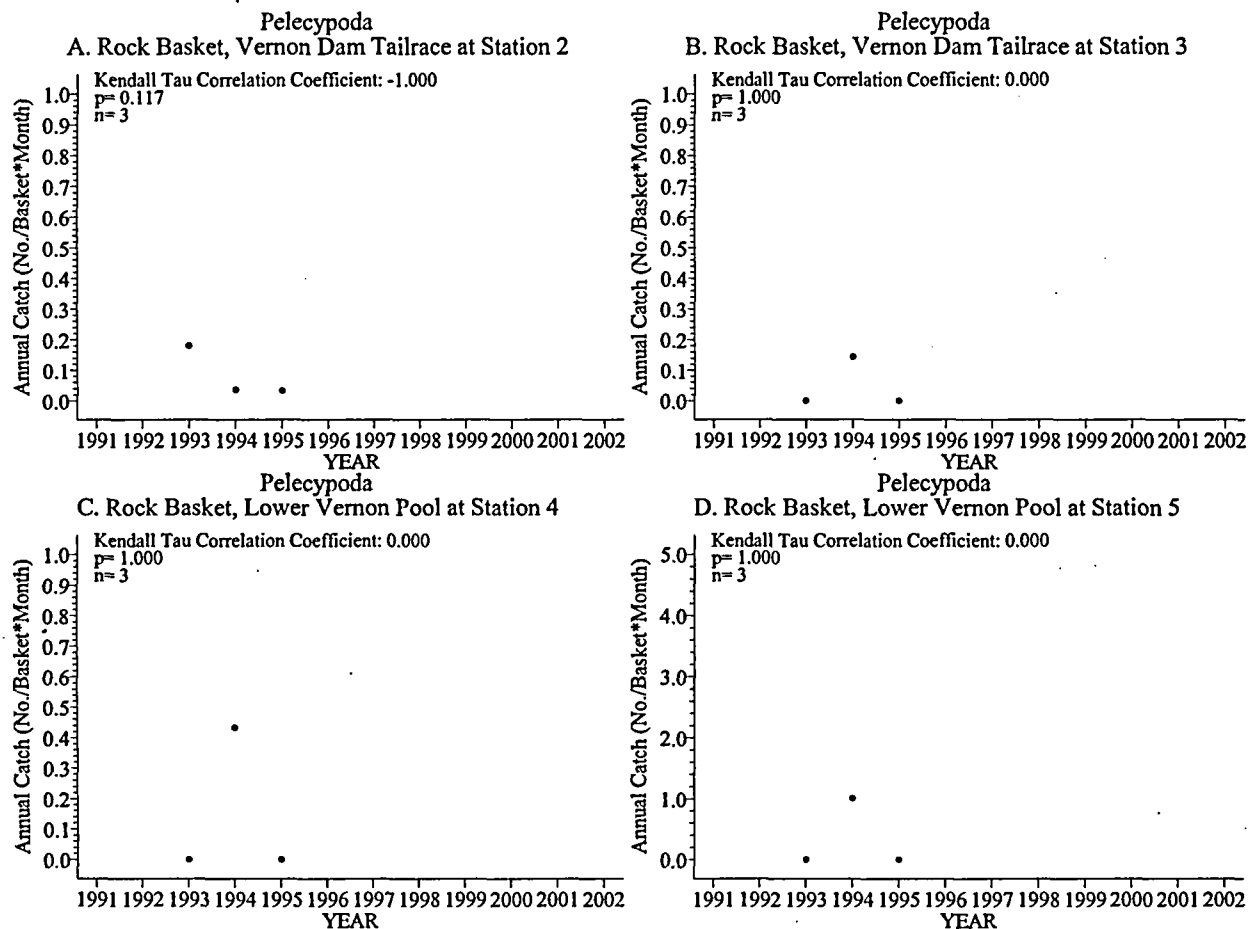 Pelecypoda
A. Rock Basket, Vernon Dam Tailrace at Station 2
Kendall Tau Correlation Coefficient: -1.000
p= 0.117
n= 3
Annual Catch (No./Basket*Month)
1.0
0.9
0.8
0.7
0.6
0.5
0.4
0.3
0.2
0.1
0.0
1991 1992 1993 1994 1995 1996 1997 1998 1999 2000 2001 2002
YEAR
Pelecypoda
B. Rock Basket, Vernon Dam Tailrace at Station 3
Kendall Tau Correlation Coefficient: 0.000
p= 1.000
n= 3
Annual Catch (No./Basket*Month)
1.0
0.9
0.8
0.7
0.6
0.5
0.4
0.3
0.2
0.1
0.0
1991 1992 1993 1994 1995 1996 1997 1998 1999 2000 2001 2002
YEAR
Pelecypoda
C. Rock Basket, Lower Vernon Pool at Station 4
Kendall Tau Correlation Coefficient: 0.000
p= 1.000
n= 3
Annual Catch (No./Basket*Month)
1.0
0.9
0.8
0.7
0.6
0.5
0.4
0.3
0.2
0.1
0.0
1991 1992 1993 1994 1995 1996 1997 1998 1999 2000 2001 2002
YEAR
Pelecypoda
D. Rock Basket, Lower Vernon Pool at Station 5
Kendall Tau Correlation Coefficient: 0.000
p= 1.000
n= 3
Annual Catch (No./Basket*Month)
5.0
4.0
3.0
2.0
1.0
0.0
1991 1992 1993 1994 1995 1996 1997 1998 1999 2000 2001 2002
YEAR